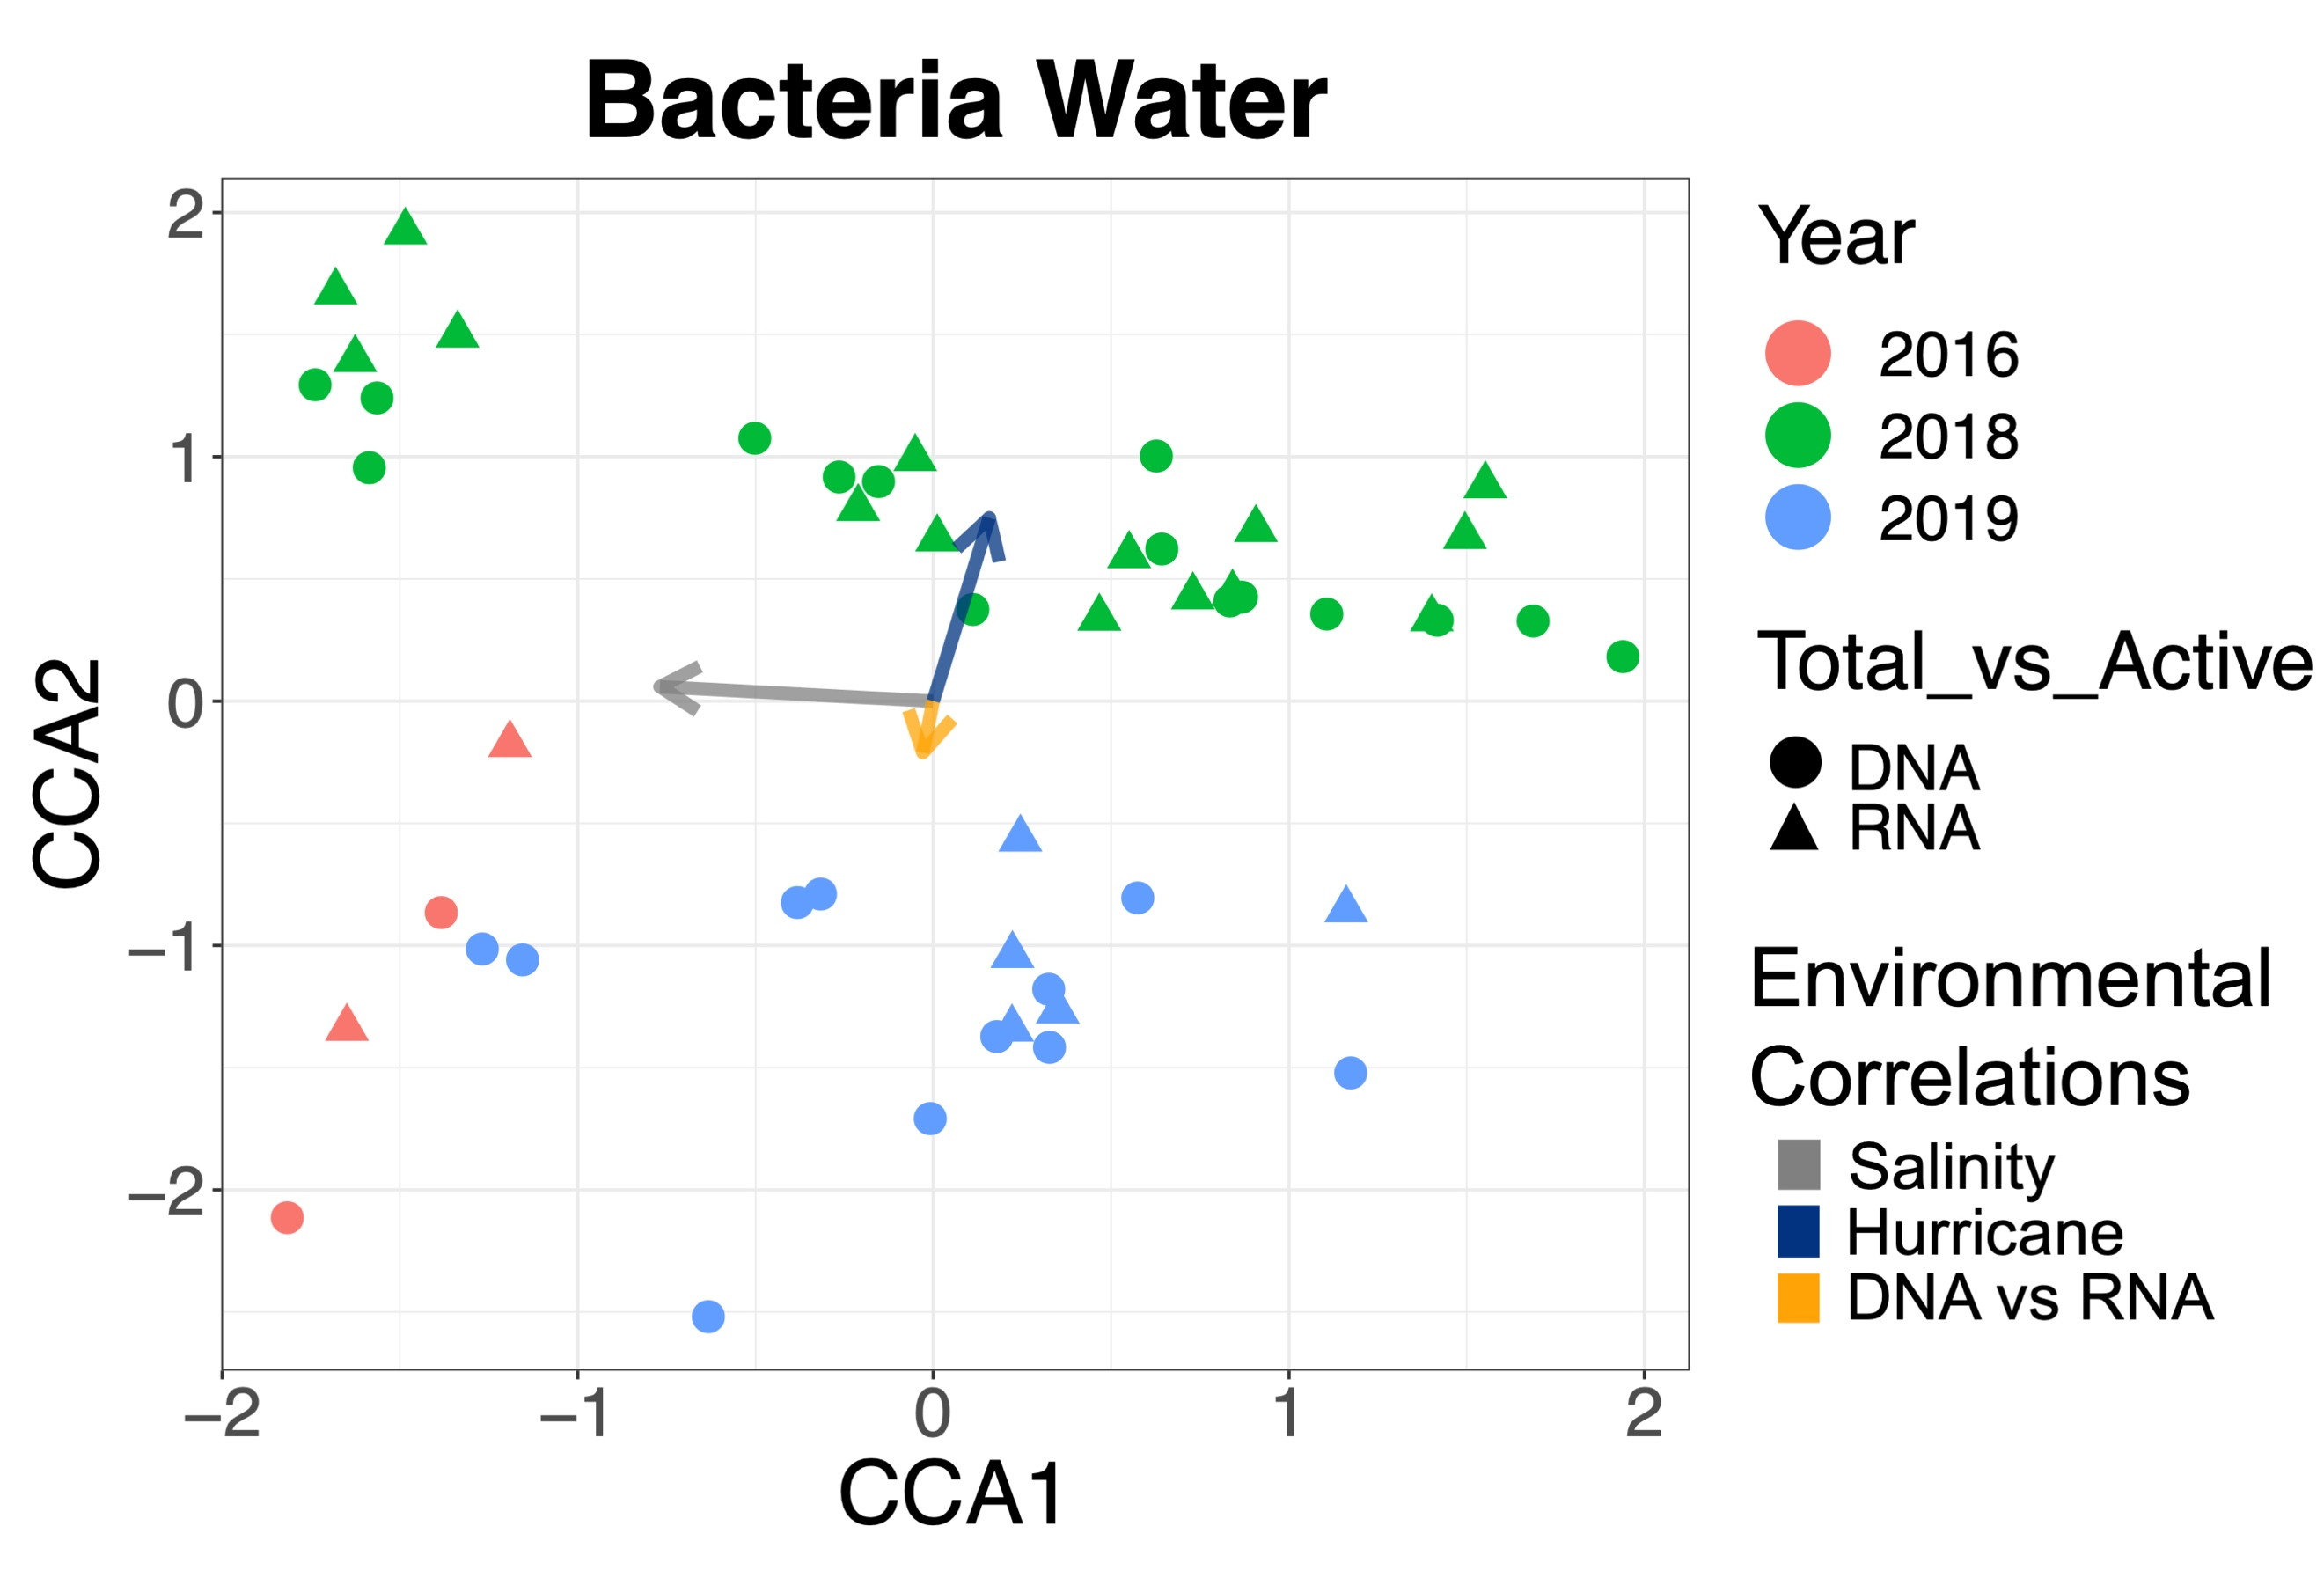 Bacteria Water
2
1
0
−1
−2
CCA2
−2
−1
0
1
2
CCA1
Year
2016
2018
2019
Total_vs_Active
DNA
RNA
Environmental
Correlations
Salinity
Hurricane
DNA vs RNA